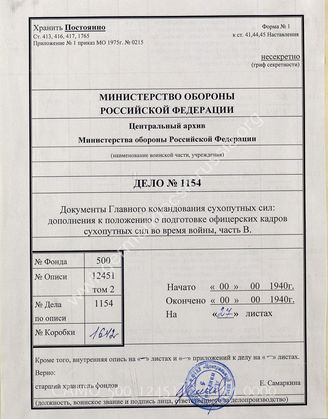 Хранить Постоянно
Ст. 413, 416, 417, 1765
Приложение № 1 приказ МО 1975г. № 0215
Форма № 1
к ст. 41,44,45 Наставления
несекретно
(граф секретности)
МИНИСТЕРСТВО ОБОРОНЫ
РОССИЙСКОЙ ФЕДЕРАЦИИ
Центральный архив
Министерства обороны Российской Федерации
(наименование воинской части, учреждения)
ДЕЛО № 1154
Документы Главного командования сухопутных сил:
дополнения к положению о подготовке офицерских кадров
сухопутных сил во время войны, часть В.
№ Фонда 500
№ Описи 12451
том 2
№ Дела 1154
по описи
№ Коробки 1642
Начато « 00 » 00 1940г.
Окончено « 00 » 00 1940г.
На «27» листах
Кроме того, внутренняя опись на «—» листах и «—» приложений к делу на «—» листах.
Верно:
старший хранитель фондов
Е. Самаркина
(должность, воинское звание и подпись лица, ответственного за делопроизводство)